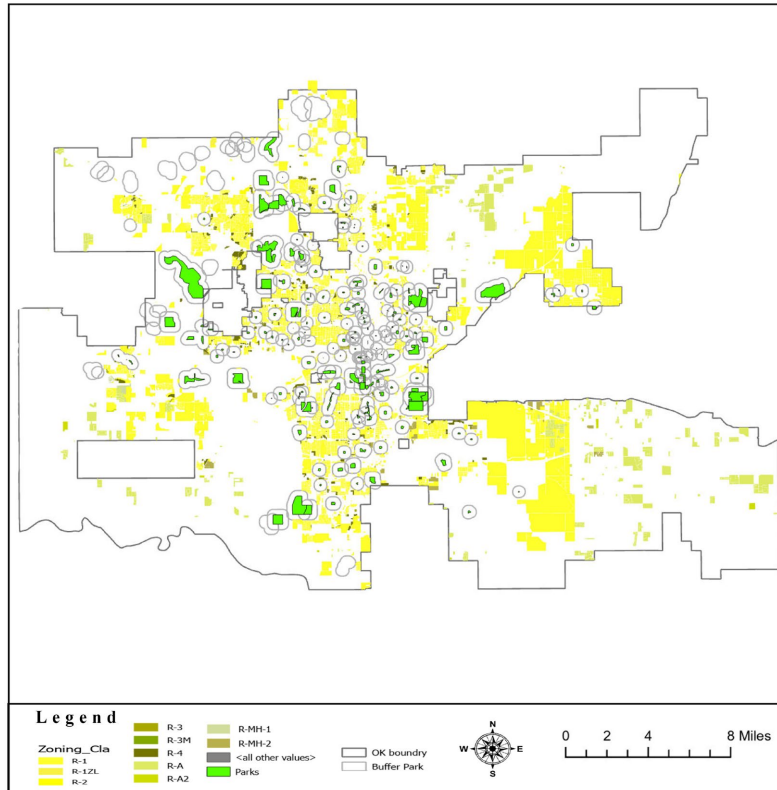 Legend
Zoning_Cla
R-1
R-1ZL
R-2
R-3
R-3M
R-4
R-A
R-A2
R-MH-1
R-MH-2
<all other values>
Parks
OK boundry
Buffer Park
N
W E
S
0 2 4 8 Miles